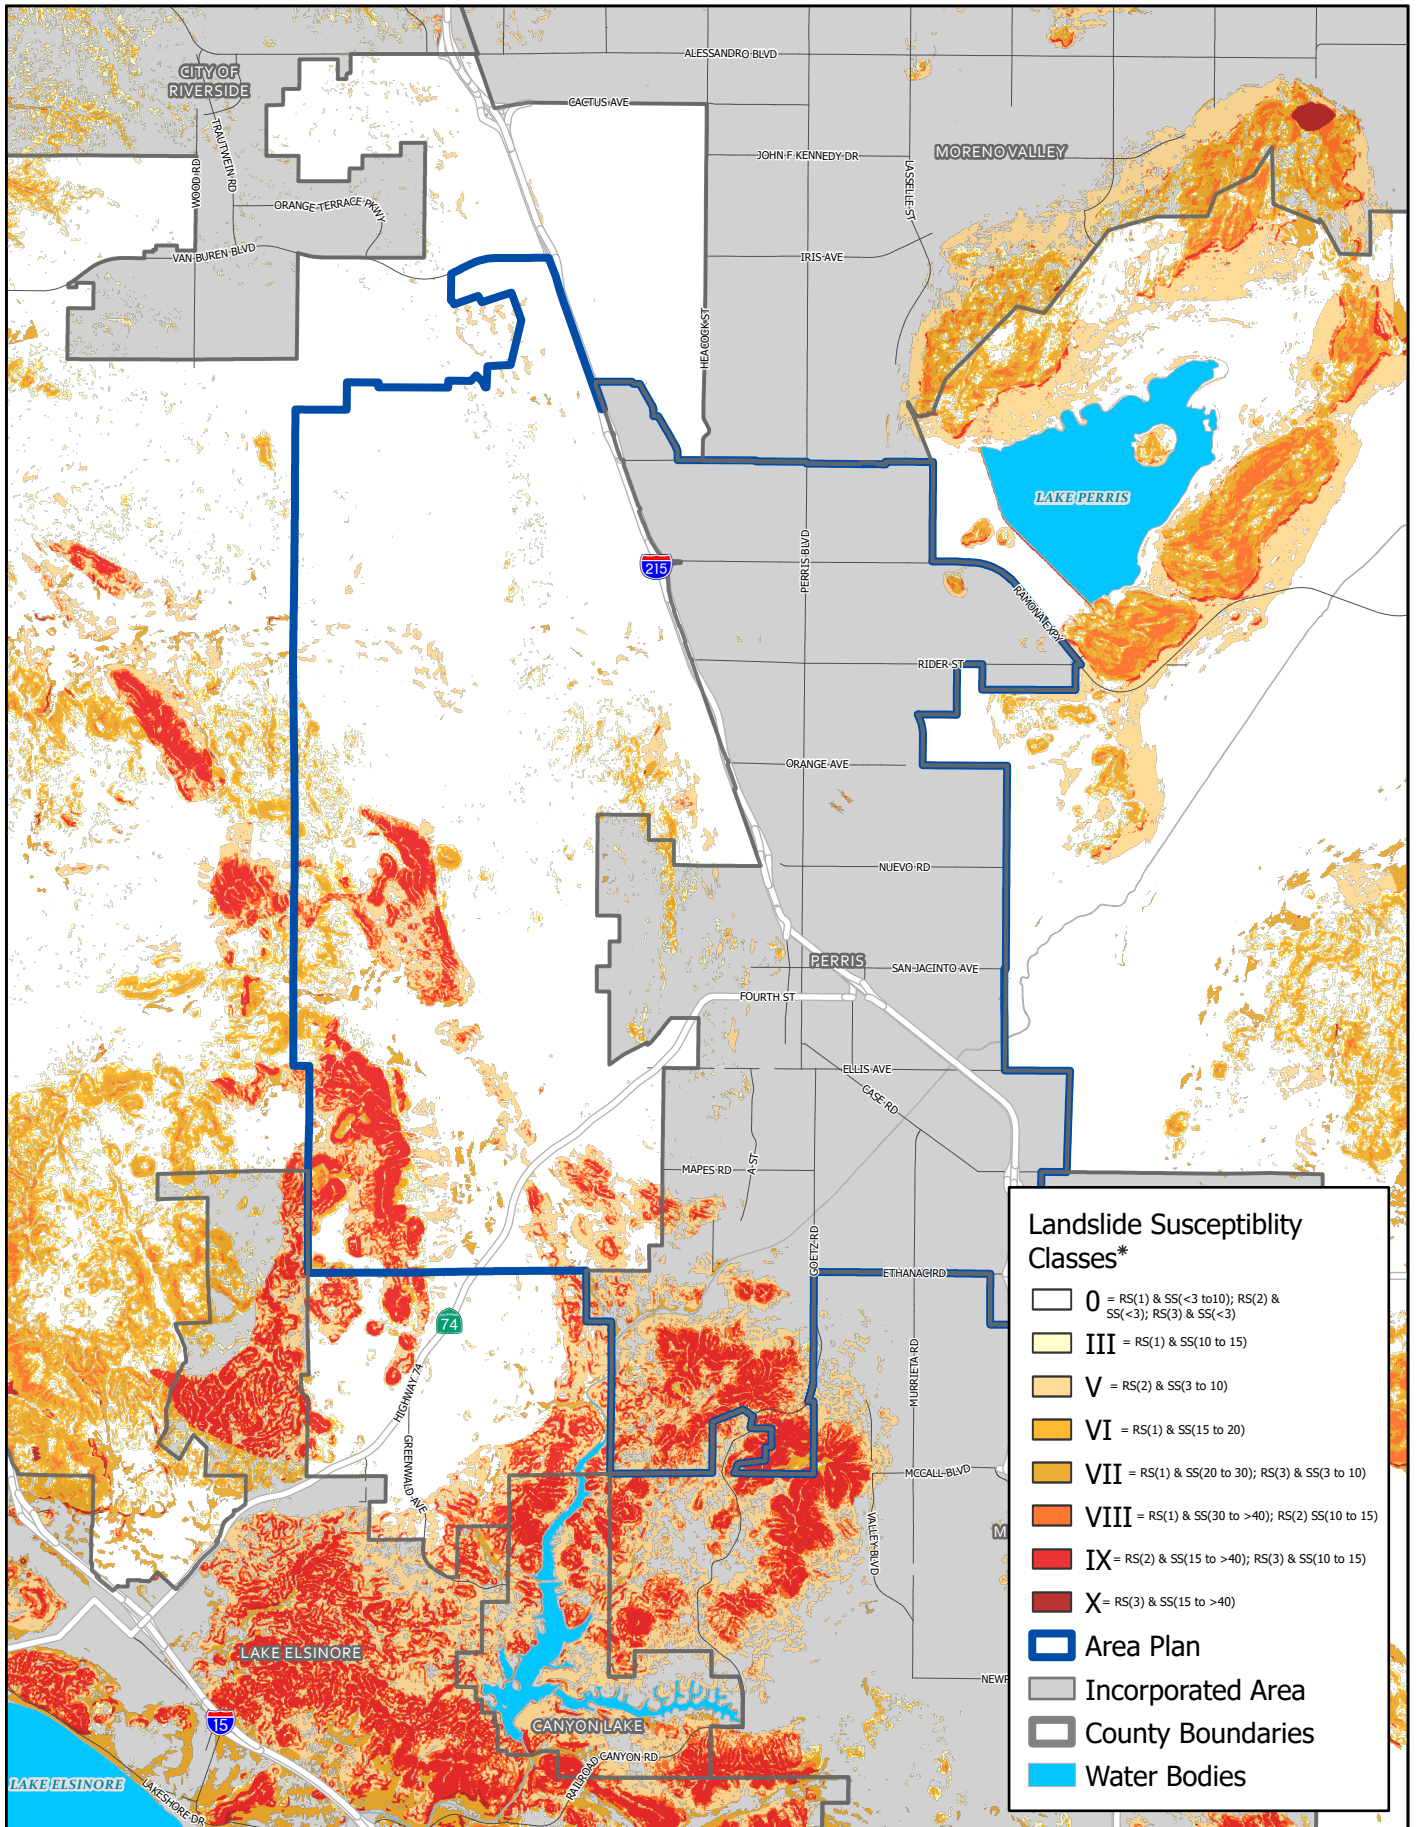 ALESSANDRO BLVD
CITY OF
RIVERSIDE
CACTUS AVE
TRAUTWEIN RD
JOHN F KENNEDY DR
MORENO VALLEY
WOOD RD
LASSELLE ST
ORANGE TERRACE PKWY
VAN BUREN BLVD
IRIS AVE
HEACOCK ST
LAKE PERRIS
PERRIS BLVD
215
RAMONA EXPY
RIDER ST
ORANGE AVE
NUEVO RD
PERRIS
SAN JACINTO AVE
FOURTH ST
ELLIS AVE
CASE RD
MAPES RD
A ST
GOETZ RD
ETHANAC RD
74
HIGHWAY 74
MURRIETA RD
GREENWALD AVE
MCCALL BLVD
VALLEY BLVD
M
LAKE ELSINORE
NEWP
15
CANYON LAKE
RAILROAD CANYON RD
LAKE ELSINORE
LAKESHORE DR
Landslide Susceptiblity
Classes*
0 = RS(1) & SS(<3 to10); RS(2) &
SS(<3); RS(3) & SS(<3)
III = RS(1) & SS(10 to 15)
V = RS(2) & SS(3 to 10)
VI = RS(1) & SS(15 to 20)
VII = RS(1) & SS(20 to 30); RS(3) & SS(3 to 10)
VIII = RS(1) & SS(30 to >40); RS(2) SS(10 to 15)
IX = RS(2) & SS(15 to >40); RS(3) & SS(10 to 15)
X = RS(3) & SS(15 to >40)
Area Plan
Incorporated Area
County Boundaries
Water Bodies